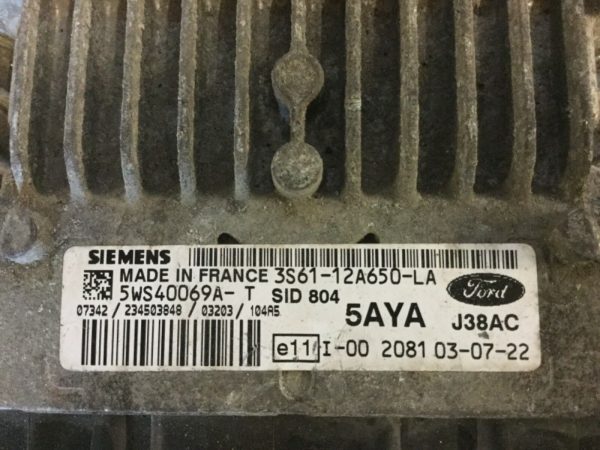 SIEMENS
MADE IN FRANCE 3S61-12A650-LA
5WS40069A-T SID 804
Ford
07342 / 234503848 / 03203 / 104A5
5AYA J38AC
e11 I-00 2081 03-07-22